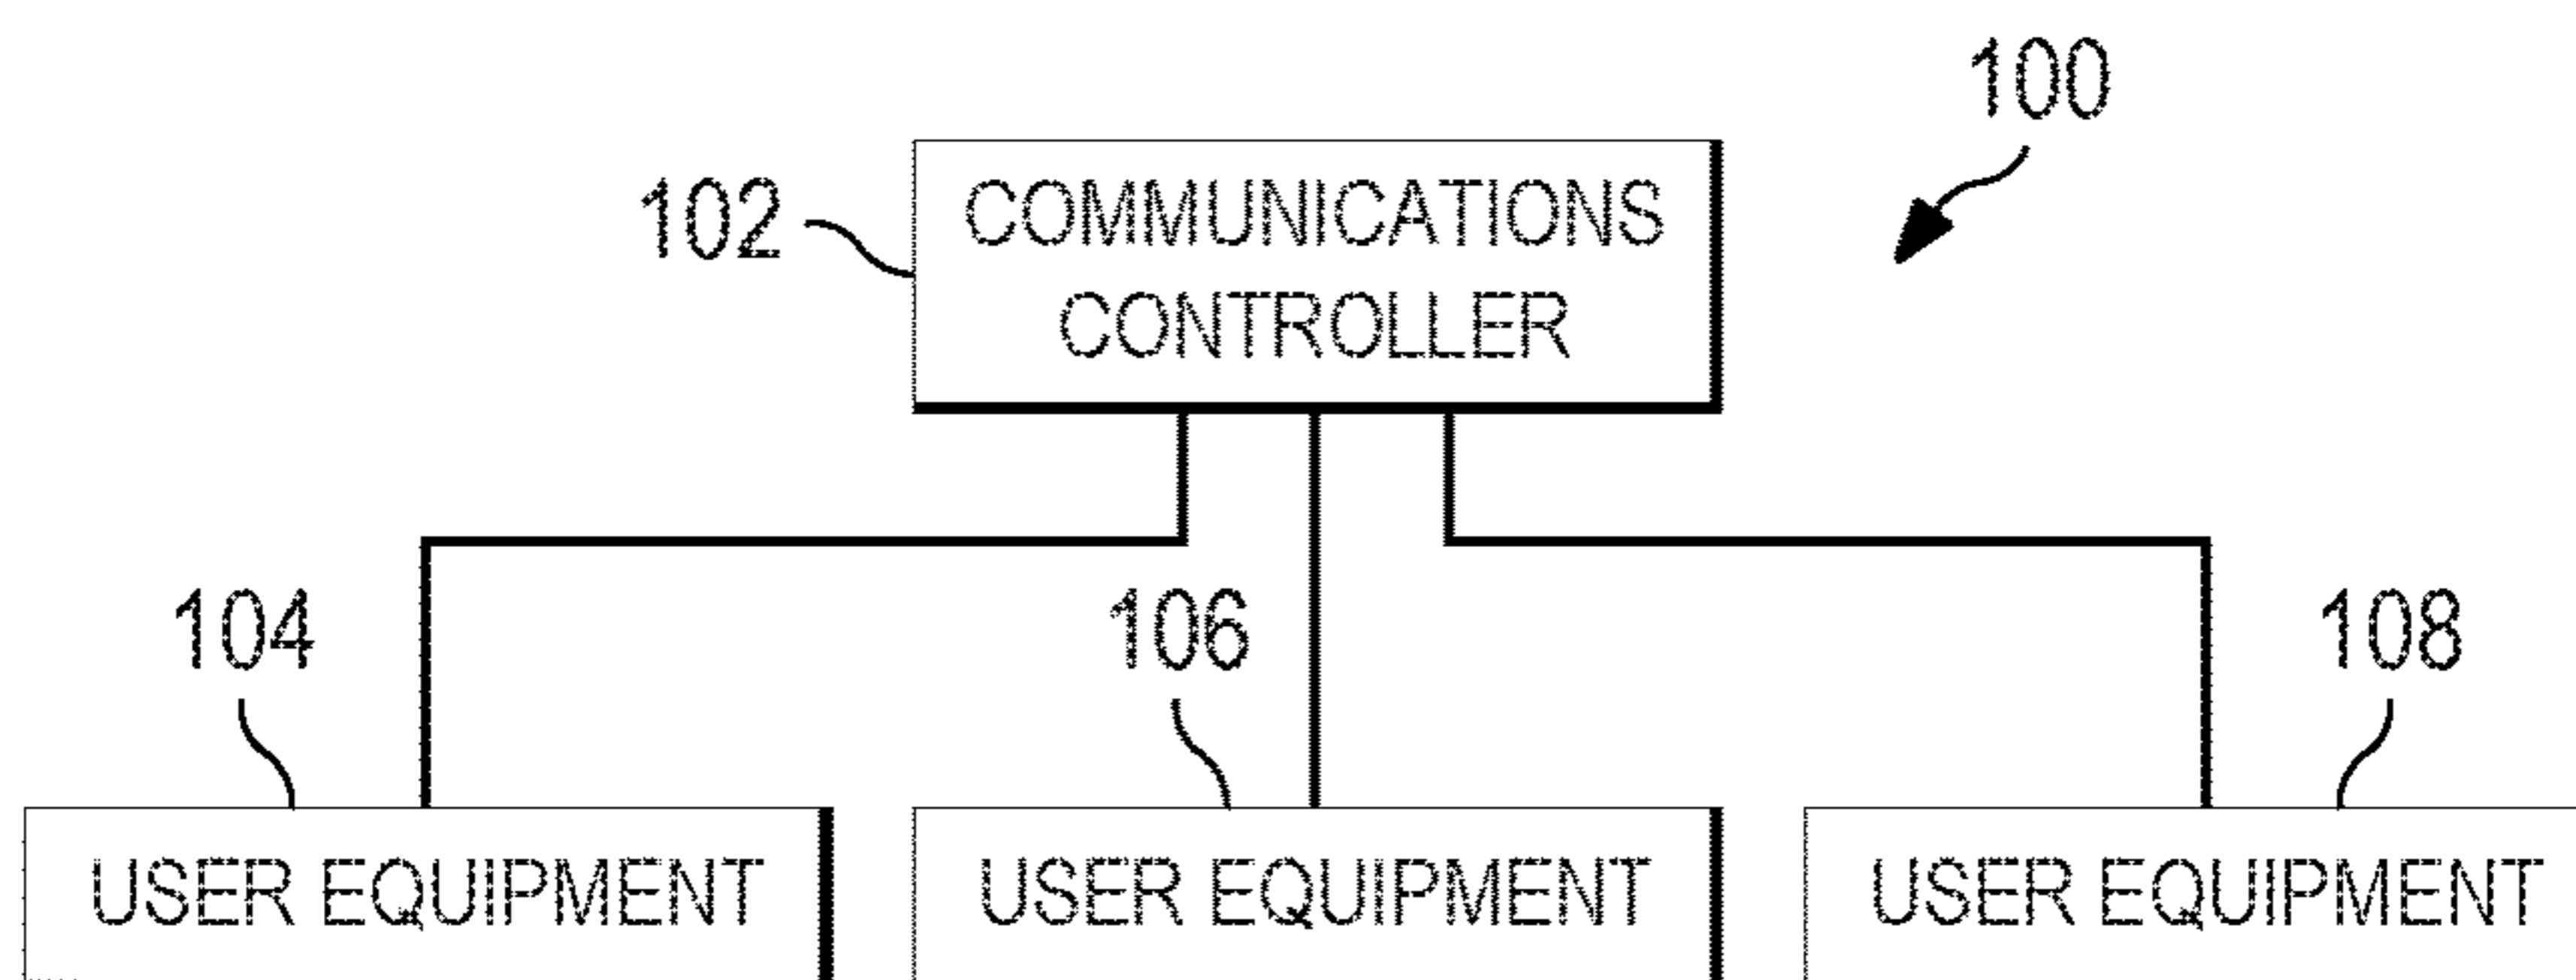 100
102
COMMUNICATIONS
CONTROLLER
104
106
108
USER EQUIPMENT
USER EQUIPMENT
USER EQUIPMENT